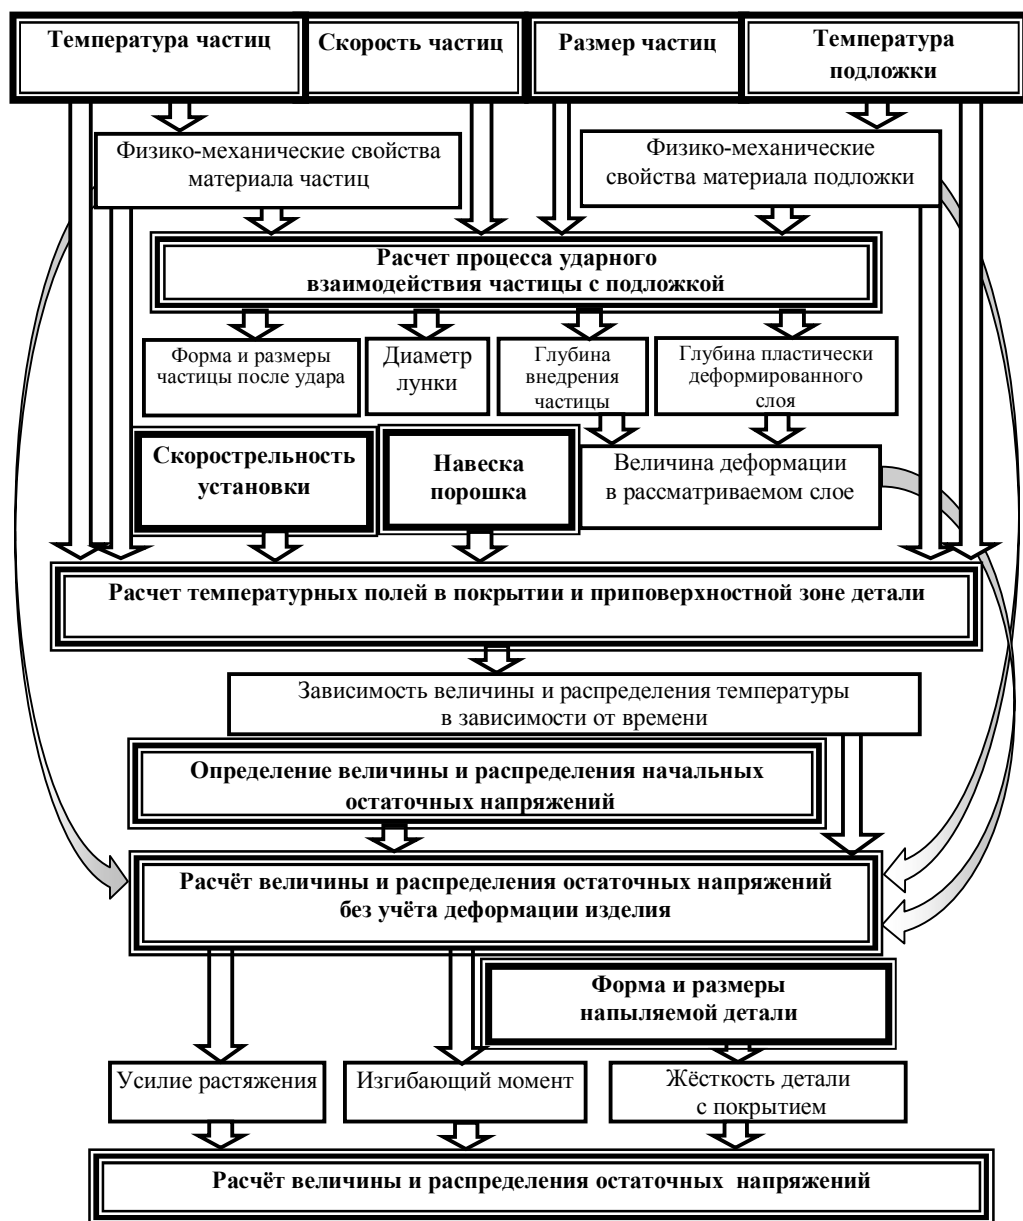 Температура частиц
Скорость частиц
Размер частиц
Температура
подложки
Физико-механические свойства
материала частиц
Физико-механические
свойства материала подложки
Расчет процесса ударного
взаимодействия частицы с подложкой
Форма и размеры
частицы после удара
Диаметр
лунки
Глубина
внедрения
частицы
Глубина пластически
деформированного
слоя
Скорострельность
установки
Навеска
порошка
Величина деформации
в рассматриваемом слое
Расчет температурных полей в покрытии и приповерхностной зоне детали
Зависимость величины и распределения температуры
в зависимости от времени
Определение величины и распределения начальных
остаточных напряжений
Расчёт величины и распределения остаточных напряжений
без учёта деформации изделия
Форма и размеры
напыляемой детали
Усилие растяжения
Изгибающий момент
Жёсткость детали
с покрытием
Расчёт величины и распределения остаточных напряжений